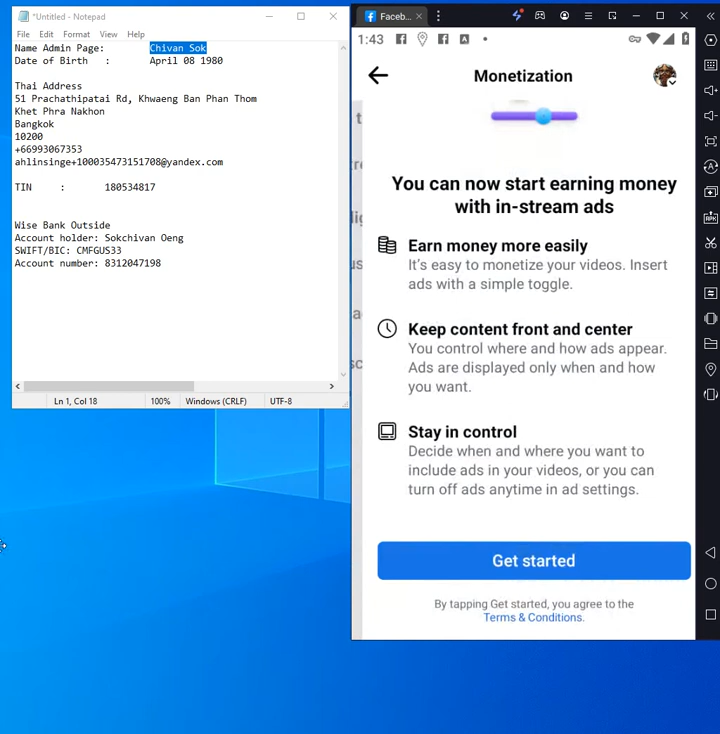 *Untitled - Notepad
File Edit Format View Help
Name Admin Page: Chivan Sok
Date of Birth : April 08 1980
Thai Address
51 Prachathipatai Rd, Khwaeng Ban Phan Thom
Khet Phra Nakhon
Bangkok
10200
+66993067353
ahlinsinge+100035473151708@yandex.com
TIN : 180534817
Wise Bank Outside
Account holder: Sokchivan Oeng
SWIFT/BIC: CMFGUS33
Account number: 8312047198
Ln 1, Col 18 100% Windows (CRLF) UTF-8
Faceb...
1:43
Monetization
You can now start earning money
with in-stream ads
Earn money more easily
It's easy to monetize your videos. Insert
ads with a simple toggle.
Keep content front and center
You control where and how ads appear.
Ads are displayed only when and how
you want.
Stay in control
Decide when and where you want to
include ads in your videos, or you can
turn off ads anytime in ad settings.
Get started
By tapping Get started, you agree to the
Terms & Conditions.